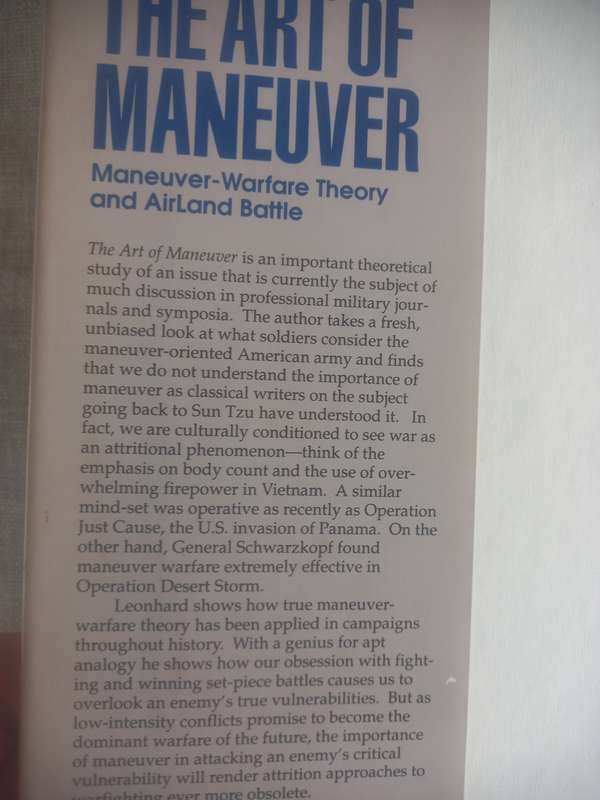 THE ART OF
MANEUVER
Maneuver-Warfare Theory
and AirLand Battle
The Art of Maneuver is an important theoretical
study of an issue that is currently the subject of
much discussion in professional military jour-
nals and symposia. The author takes a fresh,
unbiased look at what soldiers consider the
maneuver-oriented American army and finds
that we do not understand the importance of
maneuver as classical writers on the subject
going back to Sun Tzu have understood it. In
fact, we are culturally conditioned to see war as
an attritional phenomenon—think of the
emphasis on body count and the use of over-
whelming firepower in Vietnam. A similar
mind-set was operative as recently as Operation
Just Cause, the U.S. invasion of Panama. On the
other hand, General Schwarzkopf found
maneuver warfare extremely effective in
Operation Desert Storm.
Leonhard shows how true maneuver-
warfare theory has been applied in campaigns
throughout history. With a genius for apt
analogy he shows how our obsession with fight-
ing and winning set-piece battles causes us to
overlook an enemy's true vulnerabilities. But as
low-intensity conflicts promise to become the
dominant warfare of the future, the importance
of maneuver in attacking an enemy's critical
vulnerability will render attrition approaches to
warfighting ever more obsolete.